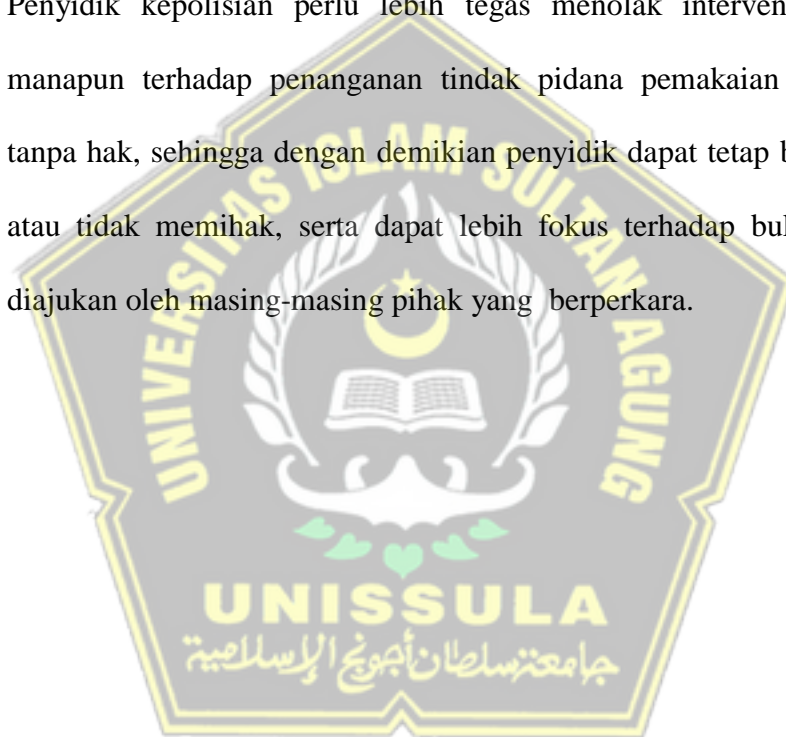 Penyidik kepolisian perlu lebih tegas menolak interven
manapun terhadap penanganan tindak pidana pemakaian
tanpa hak, sehingga dengan demikian penyidik dapat tetap b
atau tidak memihak, serta dapat lebih fokus terhadap bu
diajukan oleh masing-masing pihak yang berperkara.
UNIVERSITAS ISLAM SULTAN AGUNG
UNISSULA
جامعة سلطان أجونج الإسلامية